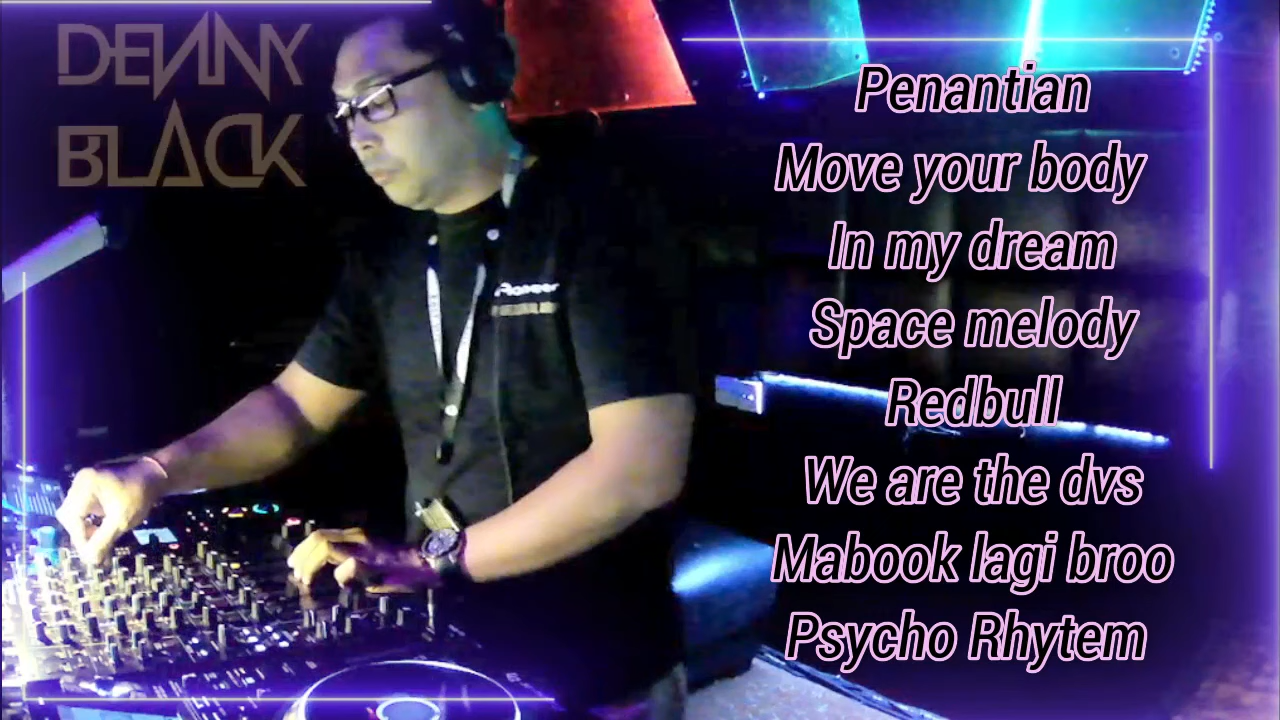 DENNY
BLACK
Penantian
Move your body
In my dream
Space melody
Redbull
We are the dvs
Mabook lagi broo
Psycho Rhytem
Pioneer